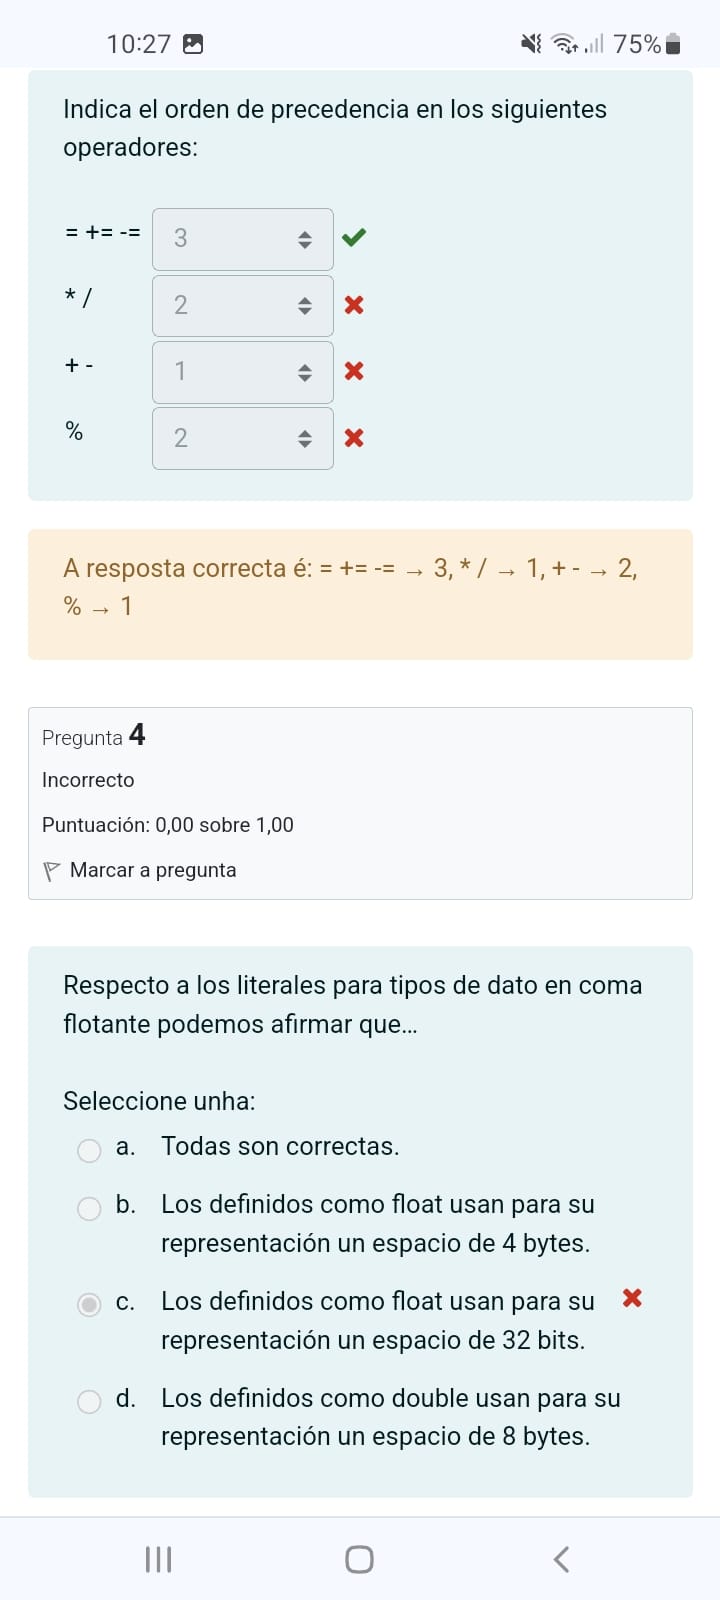 10:27 75%
Indica el orden de precedencia en los siguientes
operadores:
= += -= 3
* / 2
+ - 1
% 2
A resposta correcta é: = += -= → 3, * / → 1, + - → 2,
% → 1
Pregunta 4
Incorrecto
Puntuación: 0,00 sobre 1,00
Marcar a pregunta
Respecto a los literales para tipos de dato en coma
flotante podemos afirmar que...
Seleccione unha:
a. Todas son correctas.
b. Los definidos como float usan para su
representación un espacio de 4 bytes.
c. Los definidos como float usan para su
representación un espacio de 32 bits.
d. Los definidos como double usan para su
representación un espacio de 8 bytes.